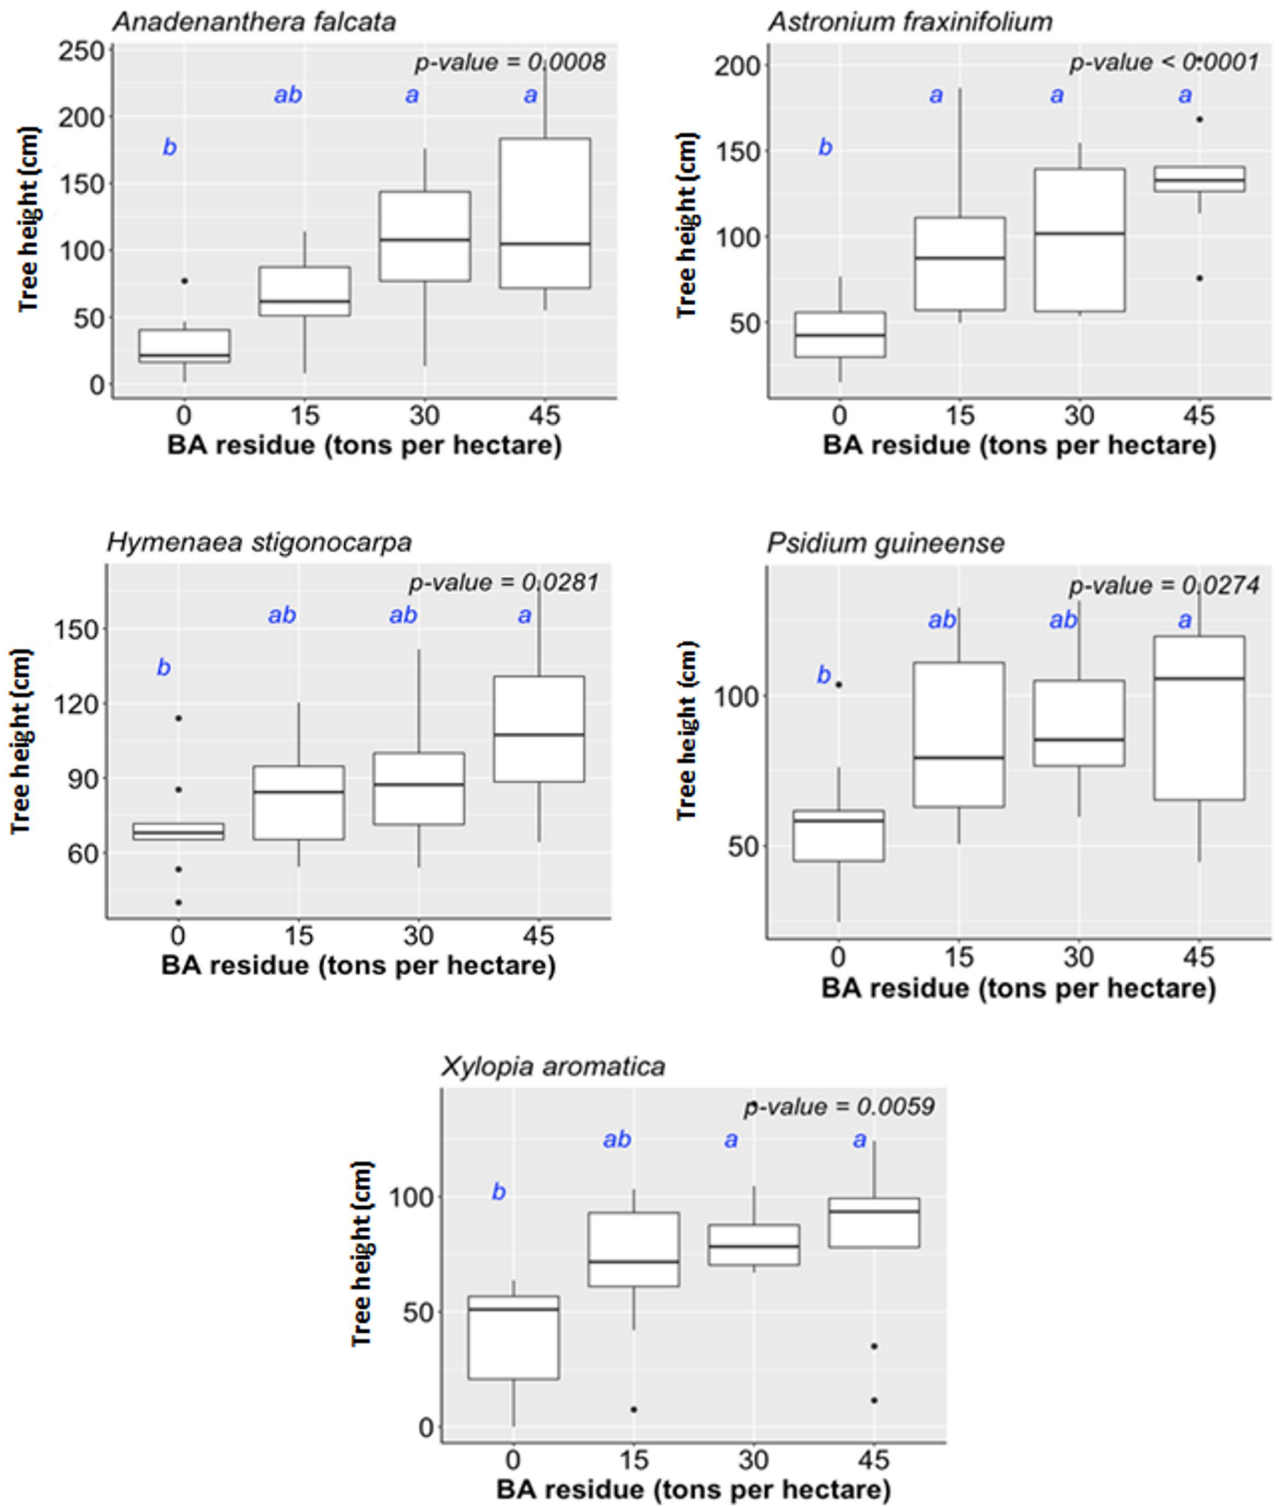 Anadenanthera falcata
p-value = 0.0008
b
ab
a
a
Tree height (cm)
250
200
150
100
50
0
0 15 30 45
BA residue (tons per hectare)
Astronium fraxinifolium
p-value < 0.0001
b
a
a
a
Tree height (cm)
200
150
100
50
0 15 30 45
BA residue (tons per hectare)
Hymenaea stigonocarpa
p-value = 0.0281
b
ab
ab
a
Tree height (cm)
150
120
90
60
0 15 30 45
BA residue (tons per hectare)
Psidium guineense
p-value = 0.0274
b
ab
ab
a
Tree height (cm)
100
50
0 15 30 45
BA residue (tons per hectare)
Xylopia aromatica
p-value = 0.0059
b
ab
a
a
Tree height (cm)
100
50
0
0 15 30 45
BA residue (tons per hectare)